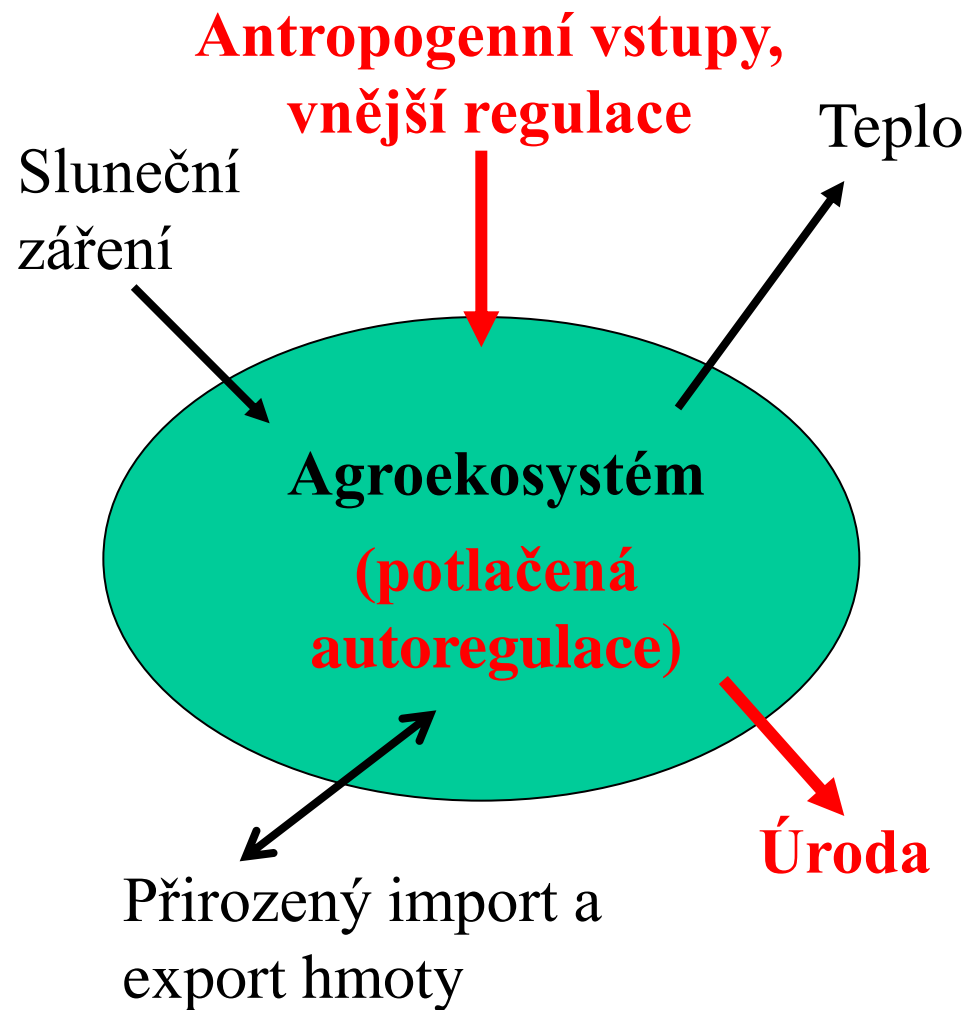 Antropogenní vstupy,
vnější regulace
Teplo
Sluneční
záření
Agroekosystém
(potlačená
autoregulace)
Úroda
Přirozený import a
export hmoty